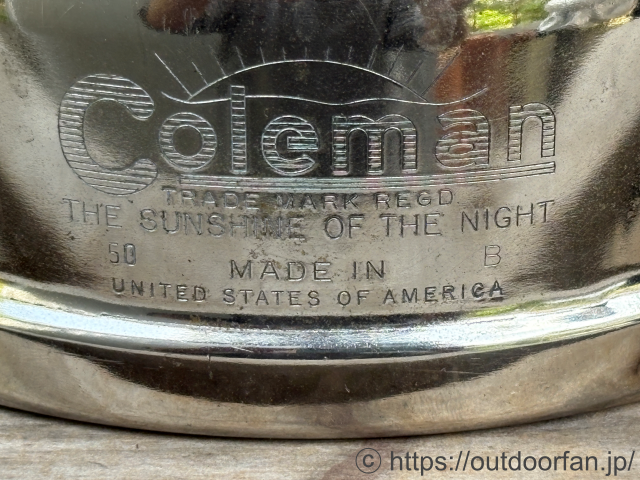 Coleman
TRADE MARK REGD
THE SUNSHINE OF THE NIGHT
50 B
MADE IN
UNITED STATES OF AMERICA
© https://outdoorfan.jp/